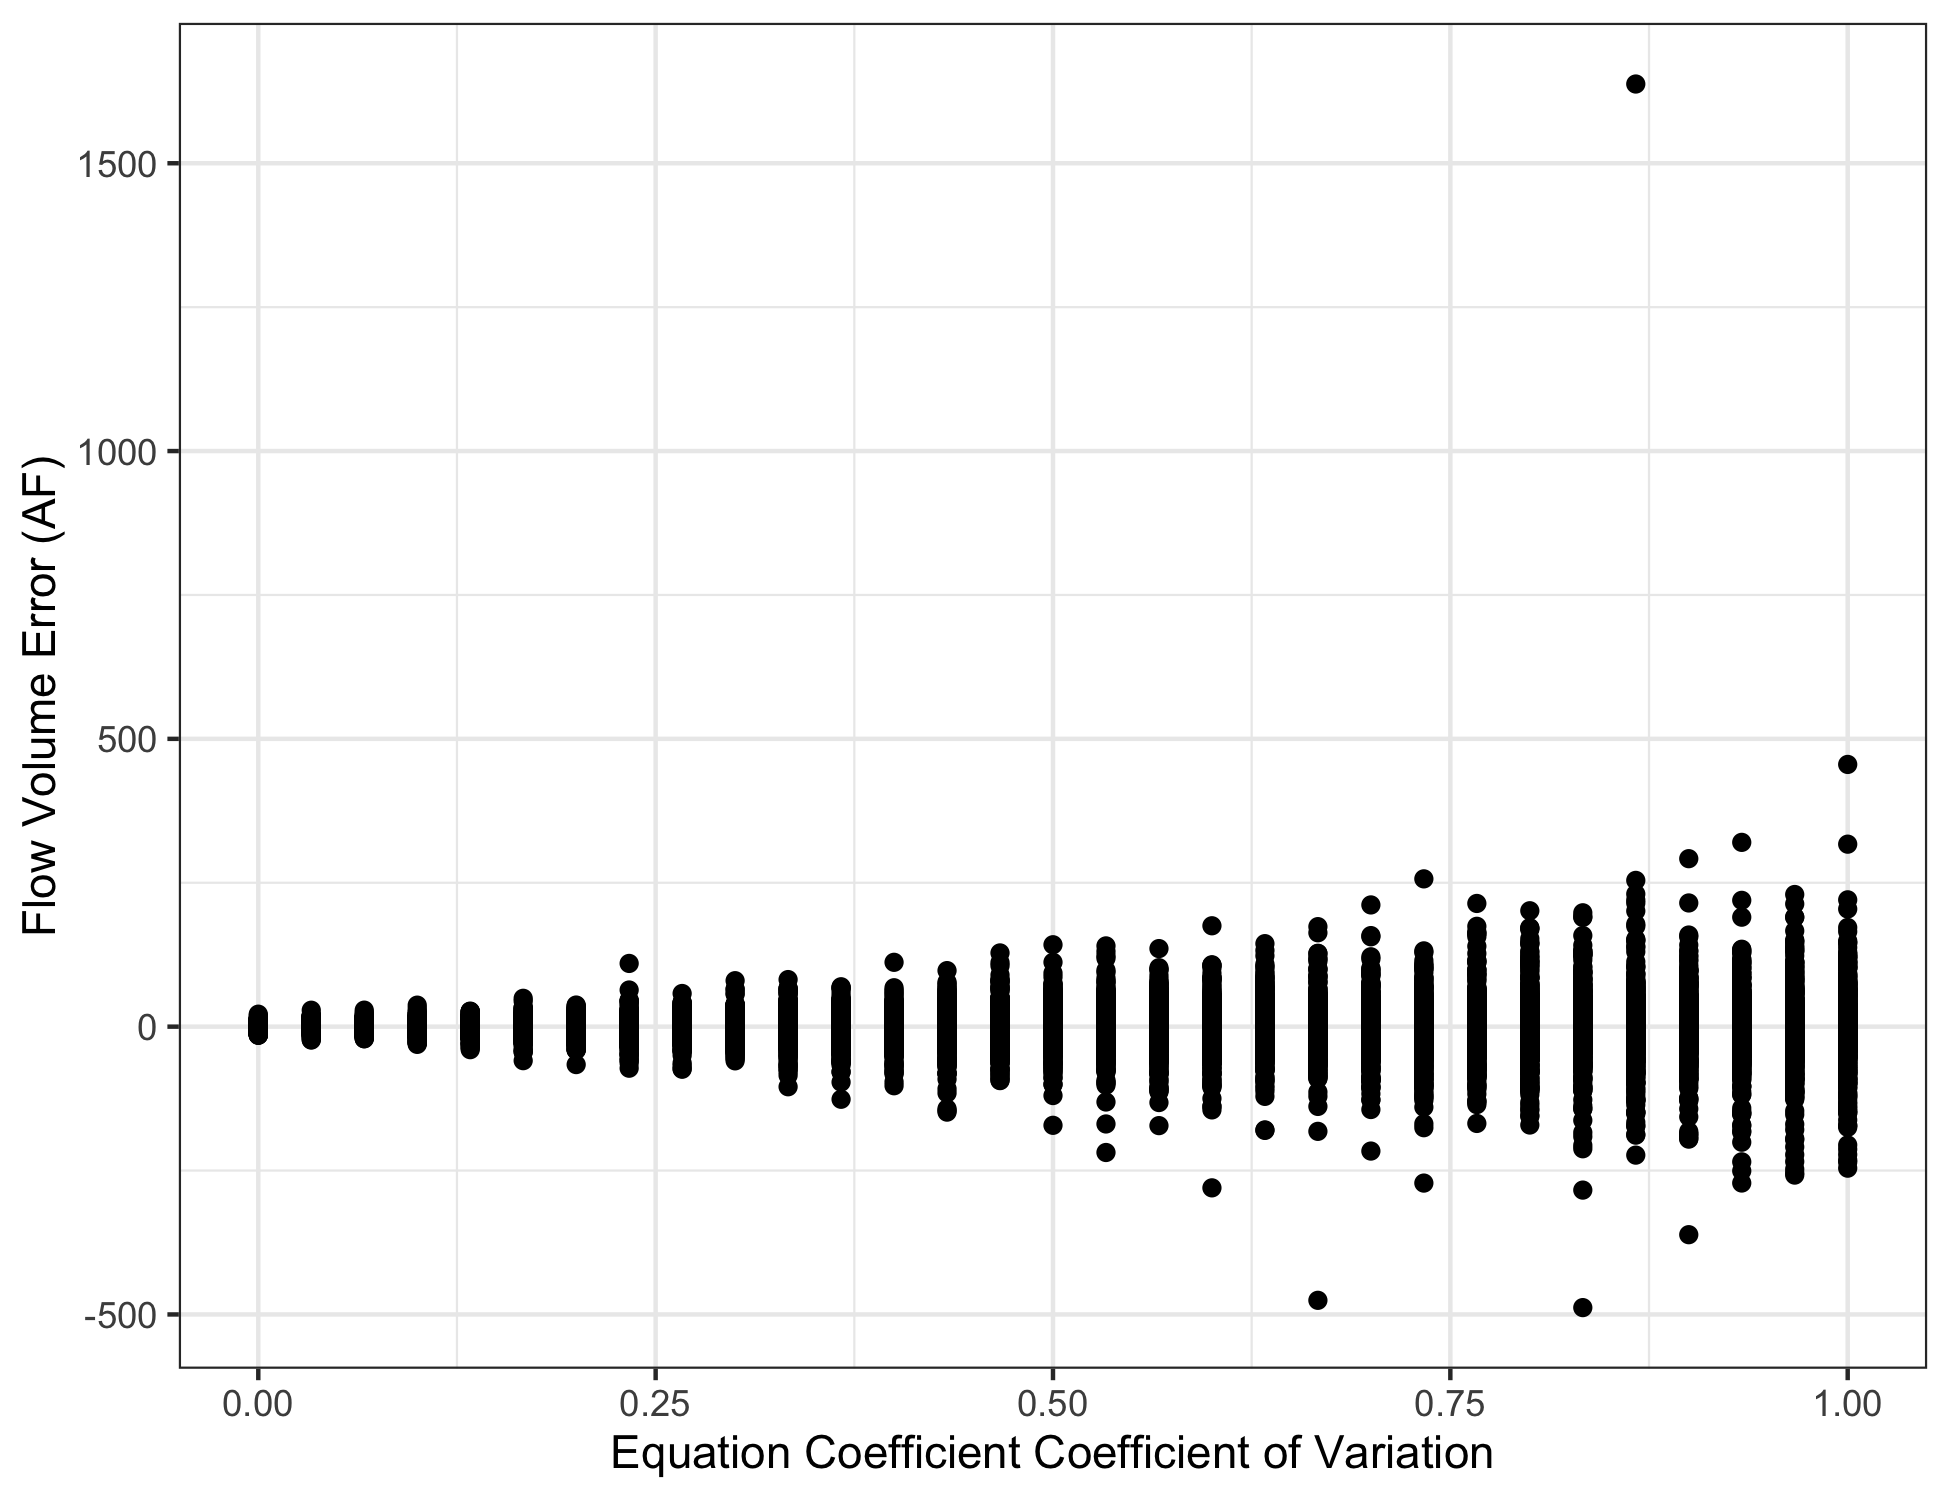 Flow Volume Error (AF)
1500
1000
500
0
-500
0.00 0.25 0.50 0.75 1.00
Equation Coefficient Coefficient of Variation